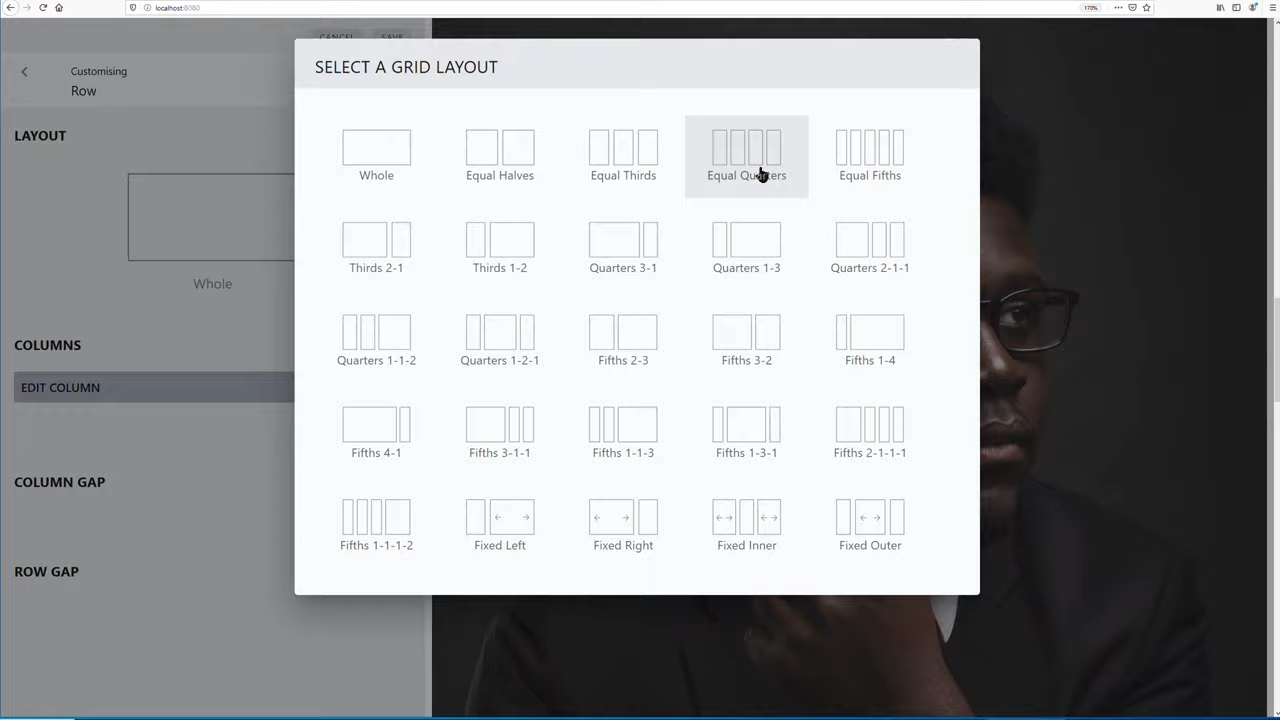 localhost:8080
170%
CANCEL
SAVE
Customising
Row
LAYOUT
Whole
COLUMNS
EDIT COLUMN
COLUMN GAP
ROW GAP
SELECT A GRID LAYOUT
Whole
Equal Halves
Equal Thirds
Equal Quarters
Equal Fifths
Thirds 2-1
Thirds 1-2
Quarters 3-1
Quarters 1-3
Quarters 2-1-1
Quarters 1-1-2
Quarters 1-2-1
Fifths 2-3
Fifths 3-2
Fifths 1-4
Fifths 4-1
Fifths 3-1-1
Fifths 1-1-3
Fifths 1-3-1
Fifths 2-1-1-1
Fifths 1-1-1-2
Fixed Left
Fixed Right
Fixed Inner
Fixed Outer